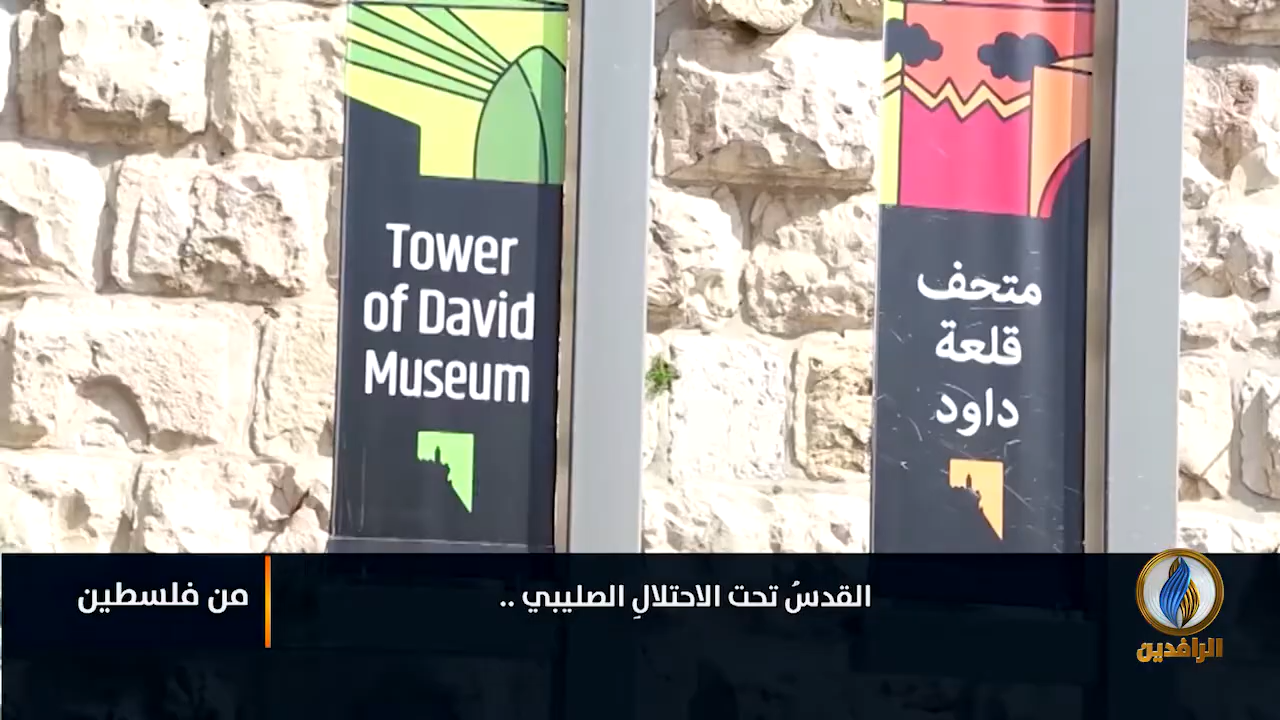 Tower
of David
Museum
متحف
قلعة
داود
القدسُ تحت الاحتلالِ الصليبي ..
من فلسطين
الرافدين